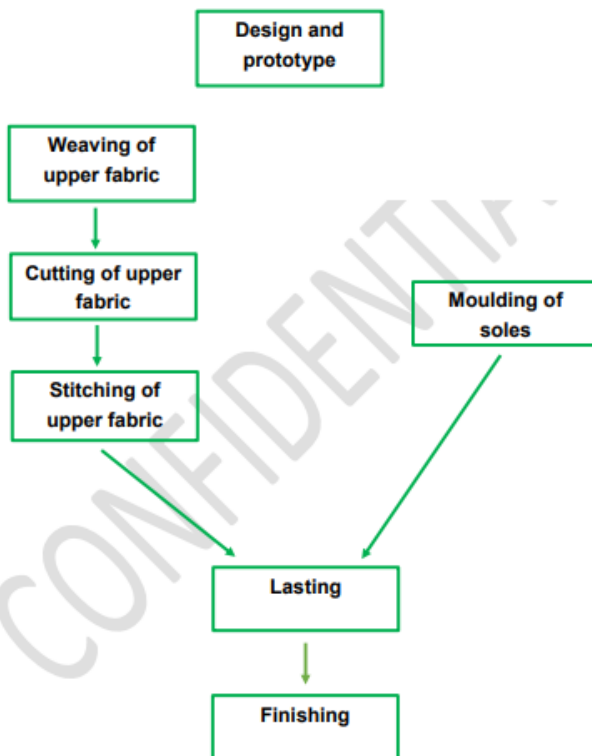 Design and
prototype
Weaving of
upper fabric
Cutting of upper
fabric
Moulding of
soles
Stitching of
upper fabric
CONFIDENTIA
Lasting
Finishing